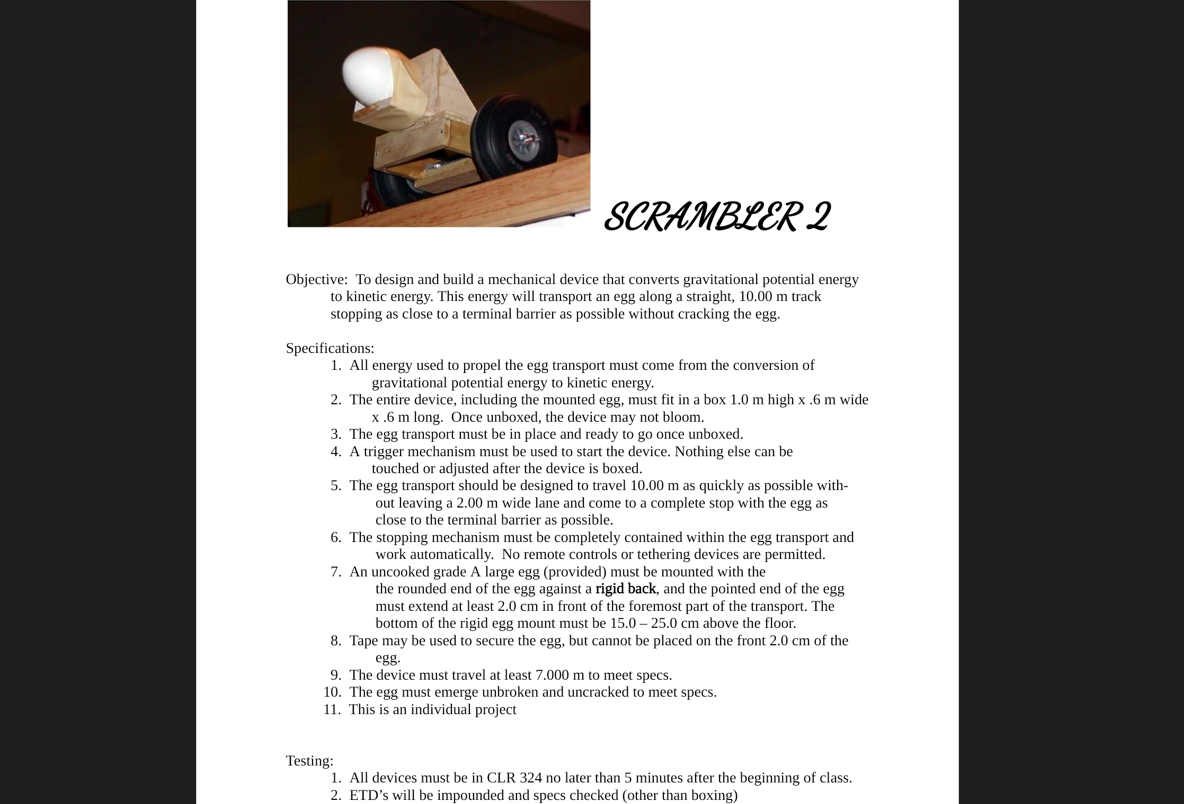 SCRAMBLER 2
Objective: To design and build a mechanical device that converts gravitational potential energy
to kinetic energy. This energy will transport an egg along a straight, 10.00 m track
stopping as close to a terminal barrier as possible without cracking the egg.
Specifications:
1. All energy used to propel the egg transport must come from the conversion of
gravitational potential energy to kinetic energy.
2. The entire device, including the mounted egg, must fit in a box 1.0 m high x .6 m wide
x .6 m long. Once unboxed, the device may not bloom.
3. The egg transport must be in place and ready to go once unboxed.
4. A trigger mechanism must be used to start the device. Nothing else can be
touched or adjusted after the device is boxed.
5. The egg transport should be designed to travel 10.00 m as quickly as possible with-
out leaving a 2.00 m wide lane and come to a complete stop with the egg as
close to the terminal barrier as possible.
6. The stopping mechanism must be completely contained within the egg transport and
work automatically. No remote controls or tethering devices are permitted.
7. An uncooked grade A large egg (provided) must be mounted with the
the rounded end of the egg against a rigid back, and the pointed end of the egg
must extend at least 2.0 cm in front of the foremost part of the transport. The
bottom of the rigid egg mount must be 15.0 – 25.0 cm above the floor.
8. Tape may be used to secure the egg, but cannot be placed on the front 2.0 cm of the
egg.
9. The device must travel at least 7.000 m to meet specs.
10. The egg must emerge unbroken and uncracked to meet specs.
11. This is an individual project
Testing:
1. All devices must be in CLR 324 no later than 5 minutes after the beginning of class.
2. ETD’s will be impounded and specs checked (other than boxing)